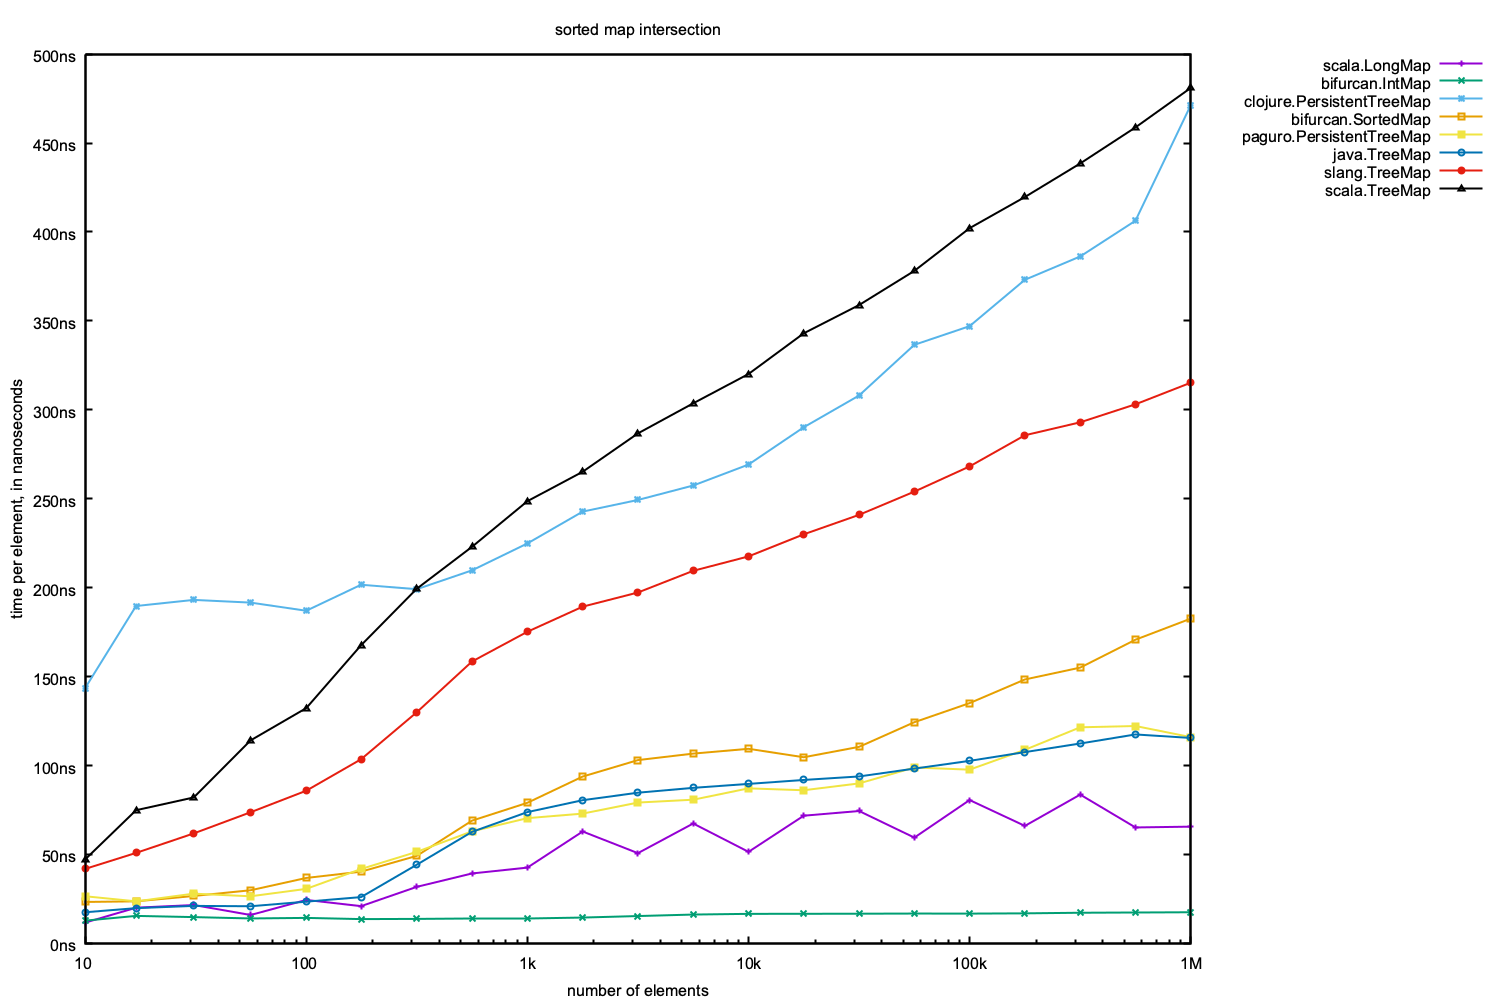 sorted map intersection
500ns
450ns
400ns
350ns
300ns
250ns
200ns
150ns
100ns
50ns
0ns
time per element, in nanoseconds
10
100
1k
10k
100k
1M
number of elements
scala.LongMap
bifurcan.IntMap
clojure.PersistentTreeMap
bifurcan.SortedMap
paguro.PersistentTreeMap
java.TreeMap
slang.TreeMap
scala.TreeMap